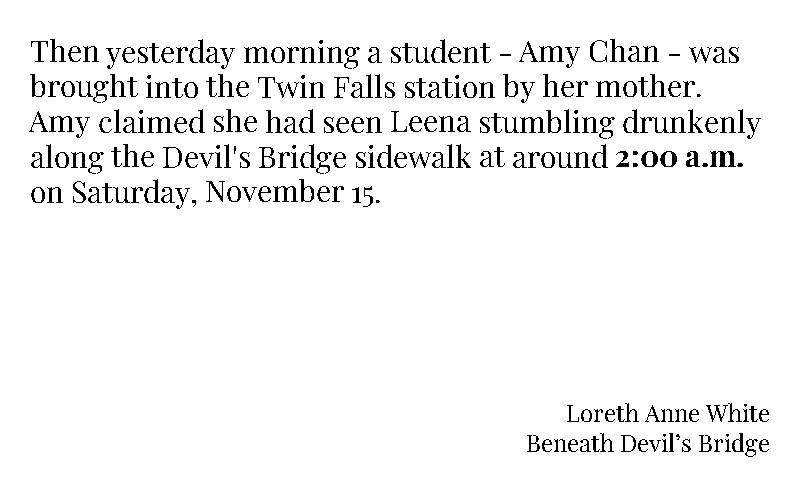 Then yesterday morning a student – Amy Chan – was
brought into the Twin Falls station by her mother.
Amy claimed she had seen Leena stumbling drunkenly
along the Devil's Bridge sidewalk at around 2:00 a.m.
on Saturday, November 15.
Loreth Anne White
Beneath Devil’s Bridge